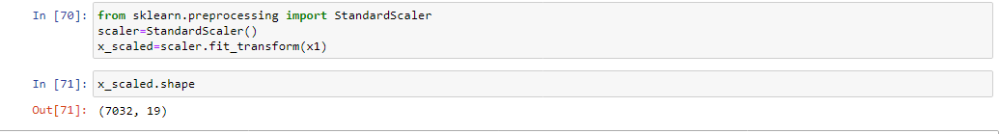 In [70]: from sklearn.preprocessing import StandardScaler
scaler=StandardScaler()
x_scaled=scaler.fit_transform(x1)
In [71]: x_scaled.shape
Out[71]: (7032, 19)